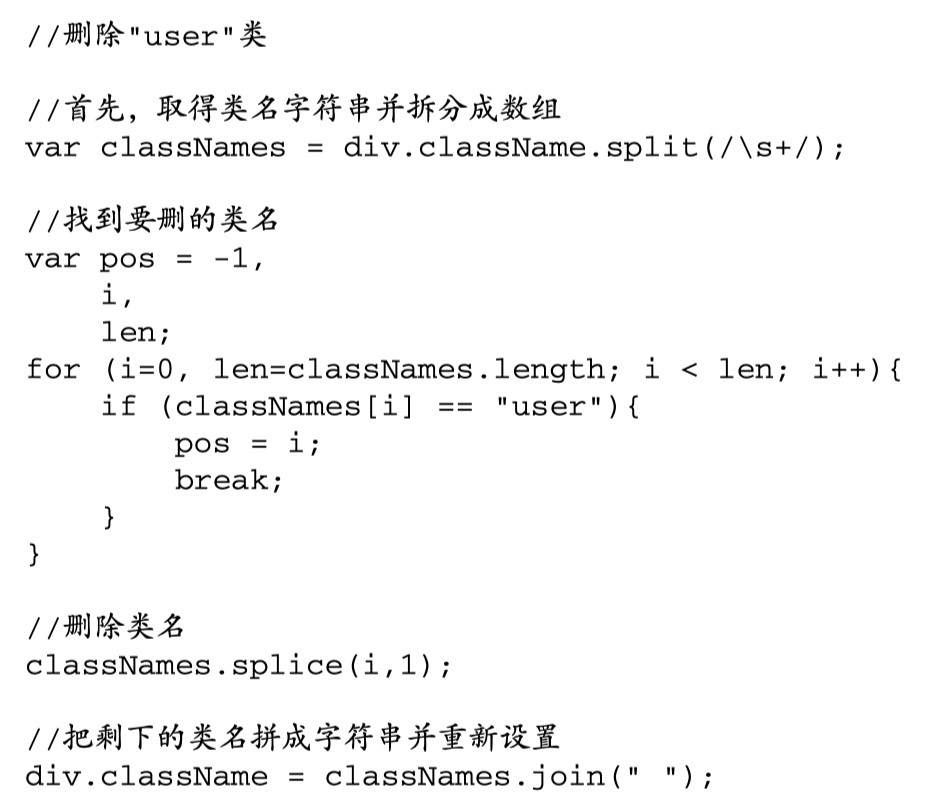 //删除"user"类
//首先，取得类名字符串并拆分成数组
var classNames = div.className.split(/\s+/);
//找到要删的类名
var pos = -1,
    i,
    len;
for (i=0, len=classNames.length; i < len; i++){
    if (classNames[i] == "user"){
        pos = i;
        break;
    }
}
//删除类名
classNames.splice(i,1);
//把剩下的类名拼成字符串并重新设置
div.className = classNames.join(" ");